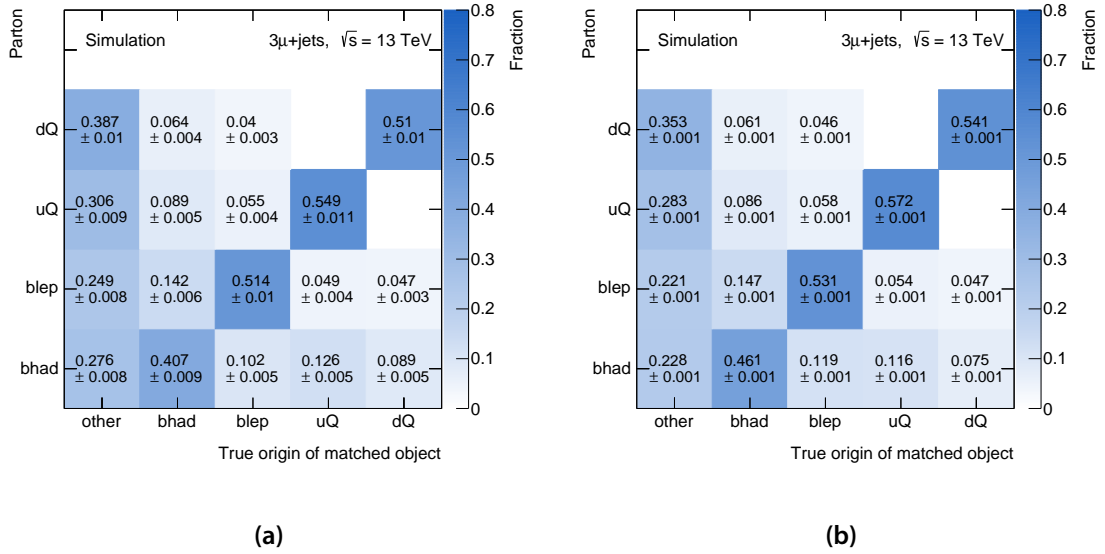 Parton
Simulation
3μ+jets, √s = 13 TeV
Fraction
0.8
0.7
0.6
0.5
0.4
0.3
0.2
0.1
0
dQ
0.387 ± 0.01
0.064 ± 0.004
0.04 ± 0.003
0.51 ± 0.01
uQ
0.306 ± 0.009
0.089 ± 0.005
0.055 ± 0.004
0.549 ± 0.011
blep
0.249 ± 0.008
0.142 ± 0.006
0.514 ± 0.01
0.049 ± 0.004
0.047 ± 0.003
bhad
0.276 ± 0.008
0.407 ± 0.009
0.102 ± 0.005
0.126 ± 0.005
0.089 ± 0.005
other bhad blep uQ dQ
True origin of matched object
(a)
Parton
Simulation
3μ+jets, √s = 13 TeV
Fraction
0.8
0.7
0.6
0.5
0.4
0.3
0.2
0.1
0
dQ
0.353 ± 0.001
0.061 ± 0.001
0.046 ± 0.001
0.541 ± 0.001
uQ
0.283 ± 0.001
0.086 ± 0.001
0.058 ± 0.001
0.572 ± 0.001
blep
0.221 ± 0.001
0.147 ± 0.001
0.531 ± 0.001
0.054 ± 0.001
0.047 ± 0.001
bhad
0.228 ± 0.001
0.461 ± 0.001
0.119 ± 0.001
0.116 ± 0.001
0.075 ± 0.001
other bhad blep uQ dQ
True origin of matched object
(b)